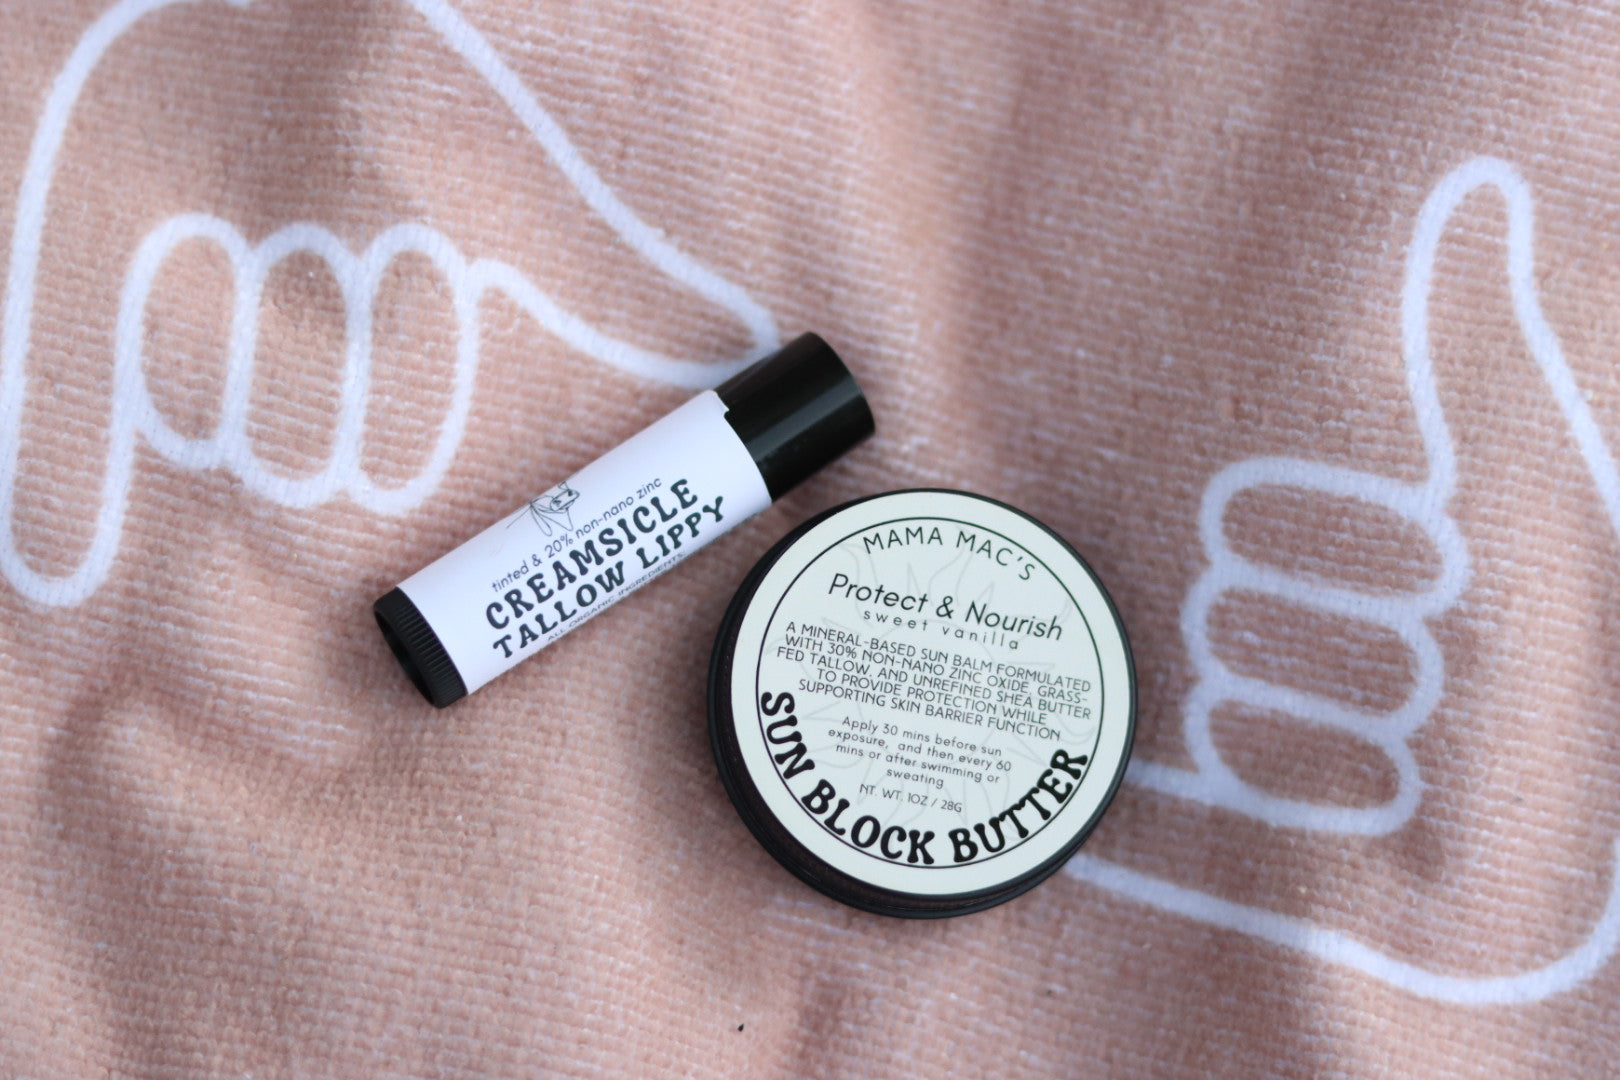 tinted & 20% non-nano zinc
CREAMSICLE
TALLOW LIPPY
ALL ORGANIC INGREDIENTS
MAMA MAC'S
Protect & Nourish
sweet vanilla
A MINERAL-BASED SUN BALM FORMULATED
WITH 30% NON-NANO ZINC OXIDE, GRASS-
FED TALLOW, AND UNREFINED SHEA BUTTER
TO PROVIDE PROTECTION WHILE
SUPPORTING SKIN BARRIER FUNCTION
Apply 30 mins before sun
exposure, and then every 60
mins or after swimming or
sweating
NT. WT. 1OZ / 28G
SUN BLOCK BUTTER